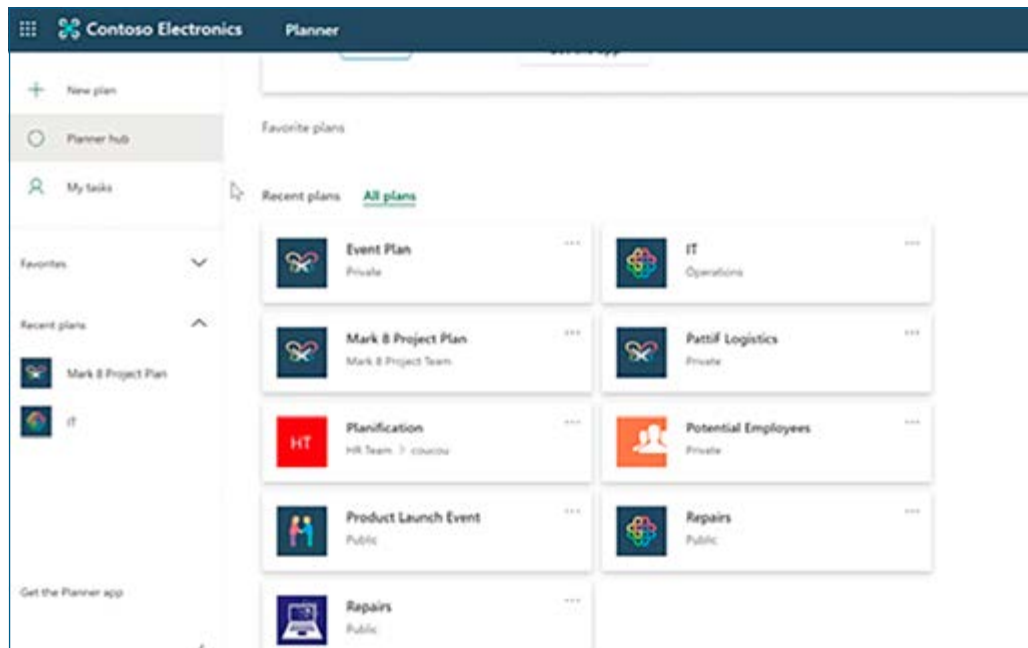 Contoso Electronics Planner
New plan
Planner hub
My tasks
Favorites
Recent plans
Mark 8 Project Plan
IT
Get the Planner app
Favorite plans
Recent plans All plans
Event Plan
Private
IT
Operations
Mark 8 Project Plan
Mark 8 Project Team
Pattif Logistics
Private
HT
Planification
HR Team > coucou
Potential Employees
Private
Product Launch Event
Public
Repairs
Public
Repairs
Public